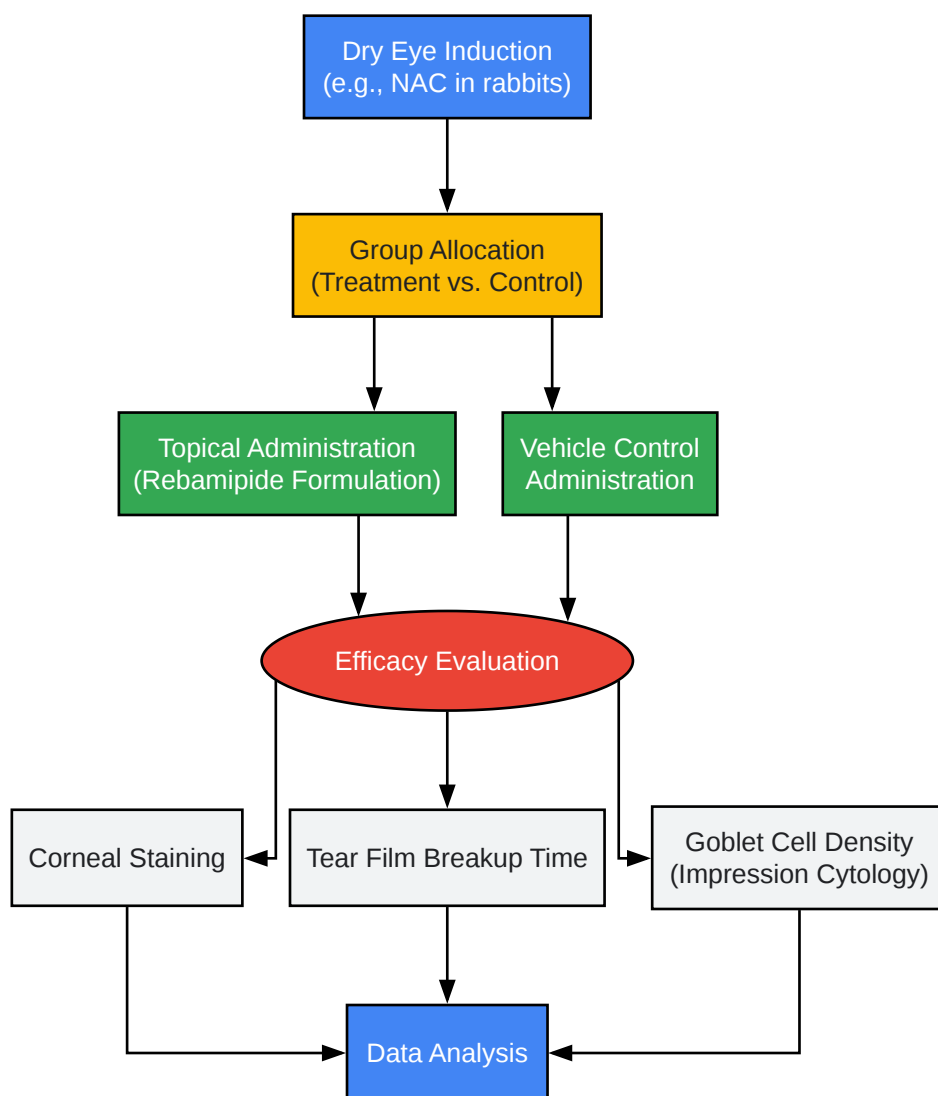 Dry Eye Induction
(e.g., NAC in rabbits)
Group Allocation
(Treatment vs. Control)
Topical Administration
(Rebamipide Formulation)
Vehicle Control
Administration
Efficacy Evaluation
Corneal Staining
Tear Film Breakup Time
Goblet Cell Density
(Impression Cytology)
Data Analysis